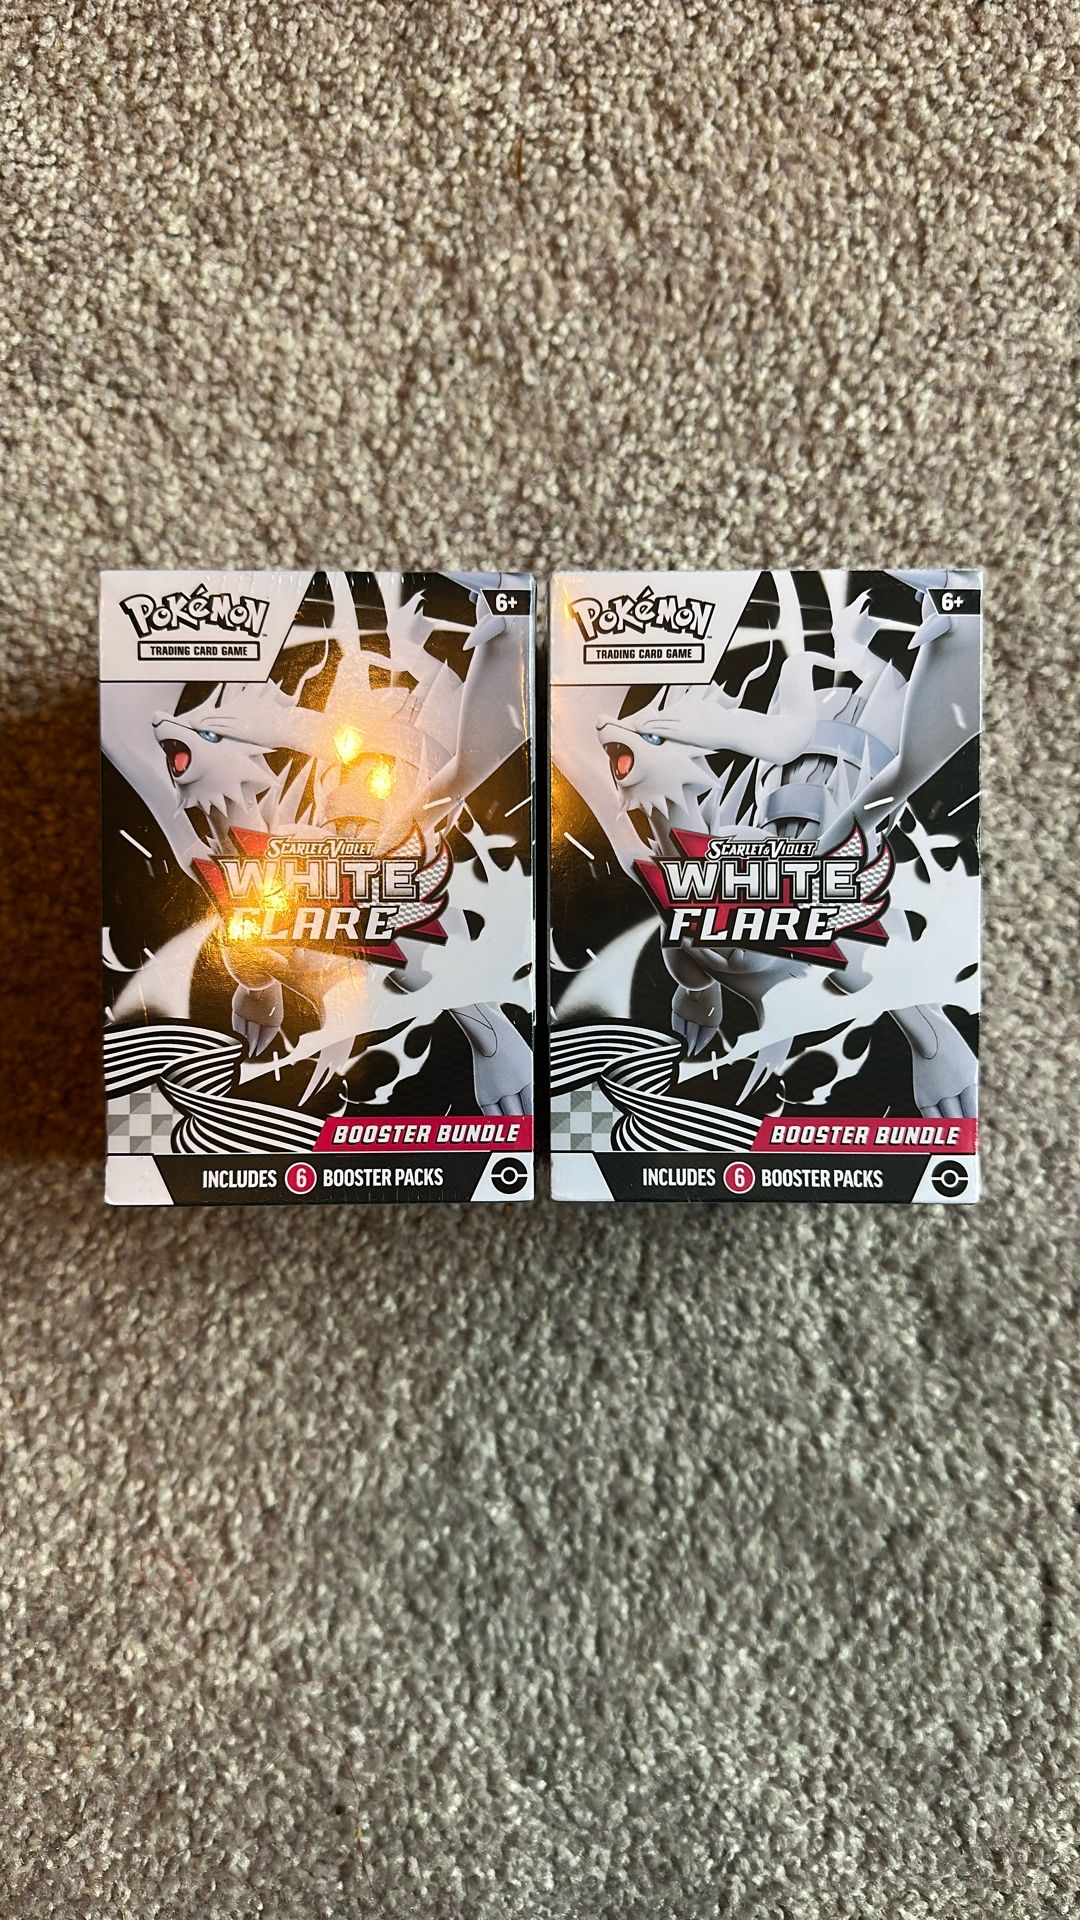 POKéMON
TRADING CARD GAME
6+
SCARLET & VIOLET
WHITE
FLARE
BOOSTER BUNDLE
INCLUDES 6 BOOSTER PACKS
POKéMON
TRADING CARD GAME
6+
SCARLET & VIOLET
WHITE
FLARE
BOOSTER BUNDLE
INCLUDES 6 BOOSTER PACKS